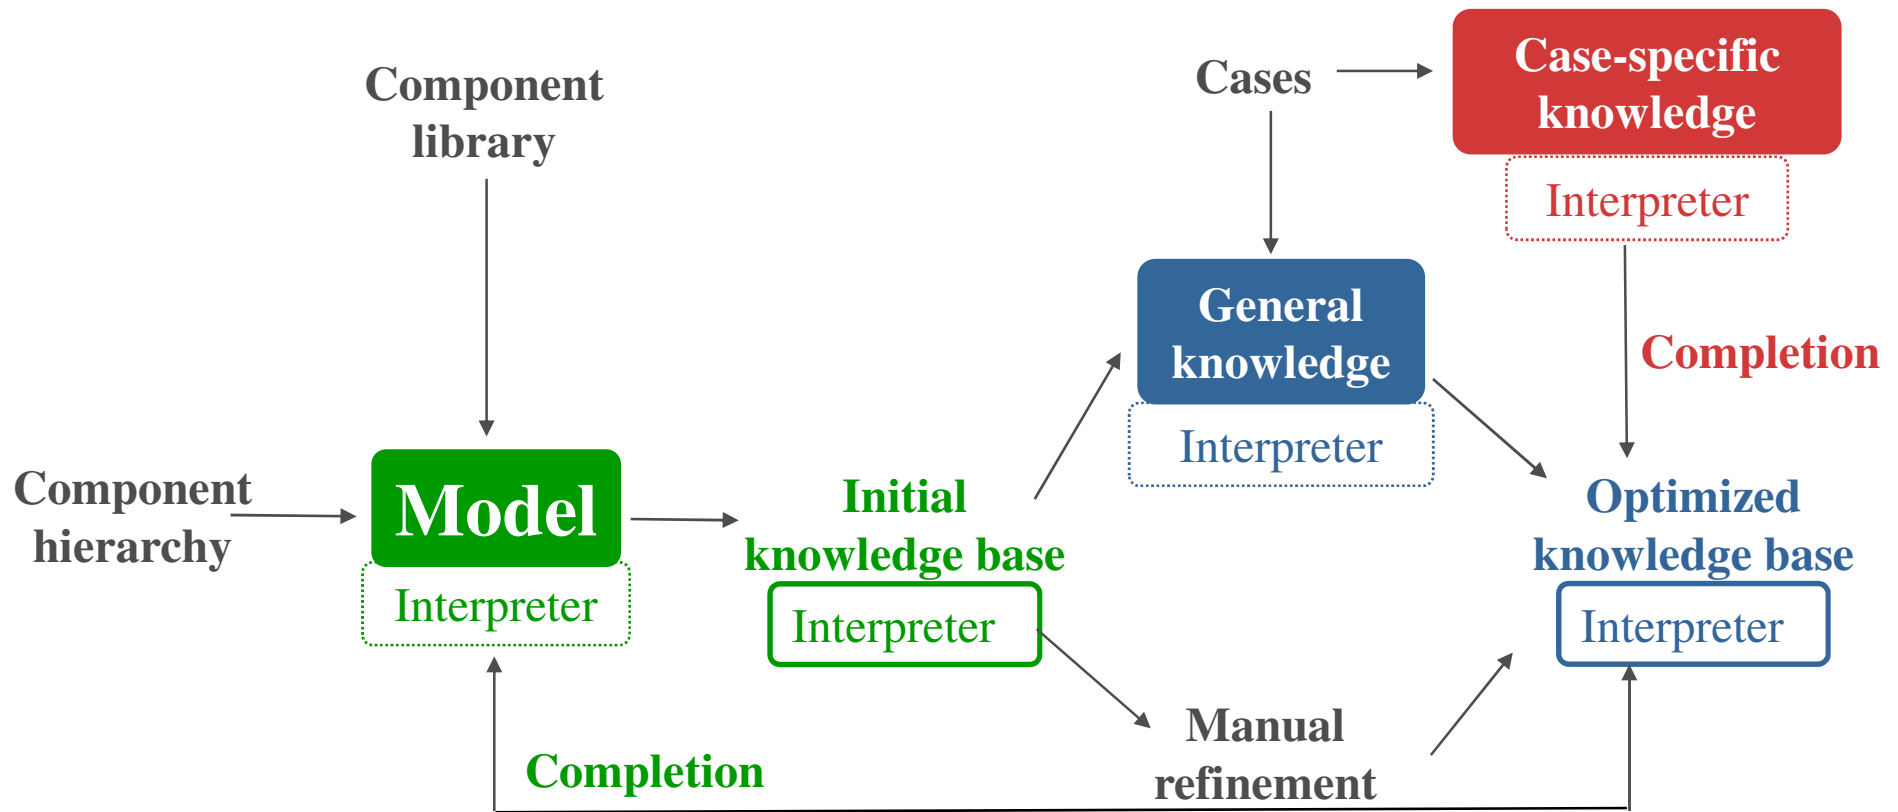 Component
library
Cases
Case-specific
knowledge
Interpreter
General
knowledge
Interpreter
Completion
Component
hierarchy
Model
Interpreter
Initial
knowledge base
Interpreter
Optimized
knowledge base
Interpreter
Manual
refinement
Completion